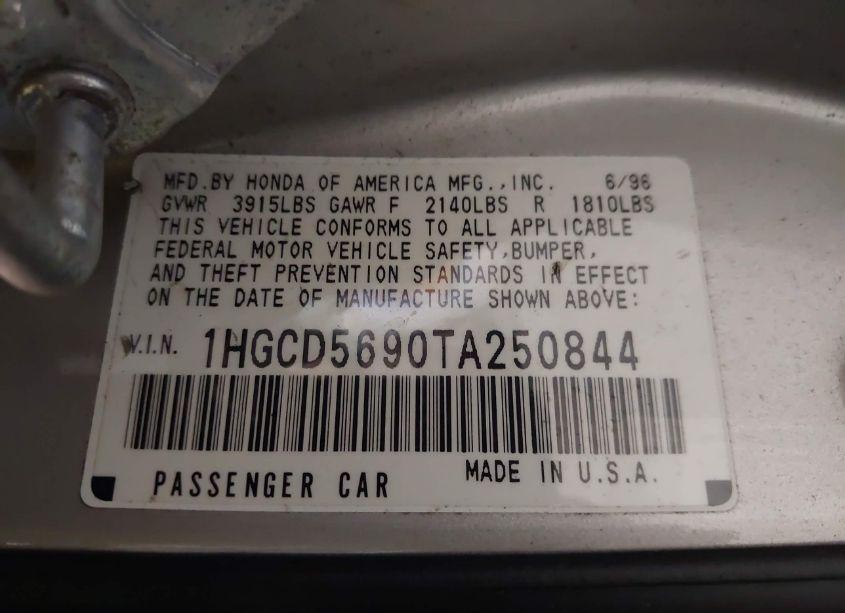 MFD.BY HONDA OF AMERICA MFG.,INC. 6/96
GVWR 3915LBS GAWR F 2140LBS R 1810LBS
THIS VEHICLE CONFORMS TO ALL APPLICABLE
FEDERAL MOTOR VEHICLE SAFETY,BUMPER,
AND THEFT PREVENTION STANDARDS IN EFFECT
ON THE DATE OF MANUFACTURE SHOWN ABOVE:
V.I.N. 1HGCD5690TA250844
PASSENGER CAR MADE IN U.S.A.